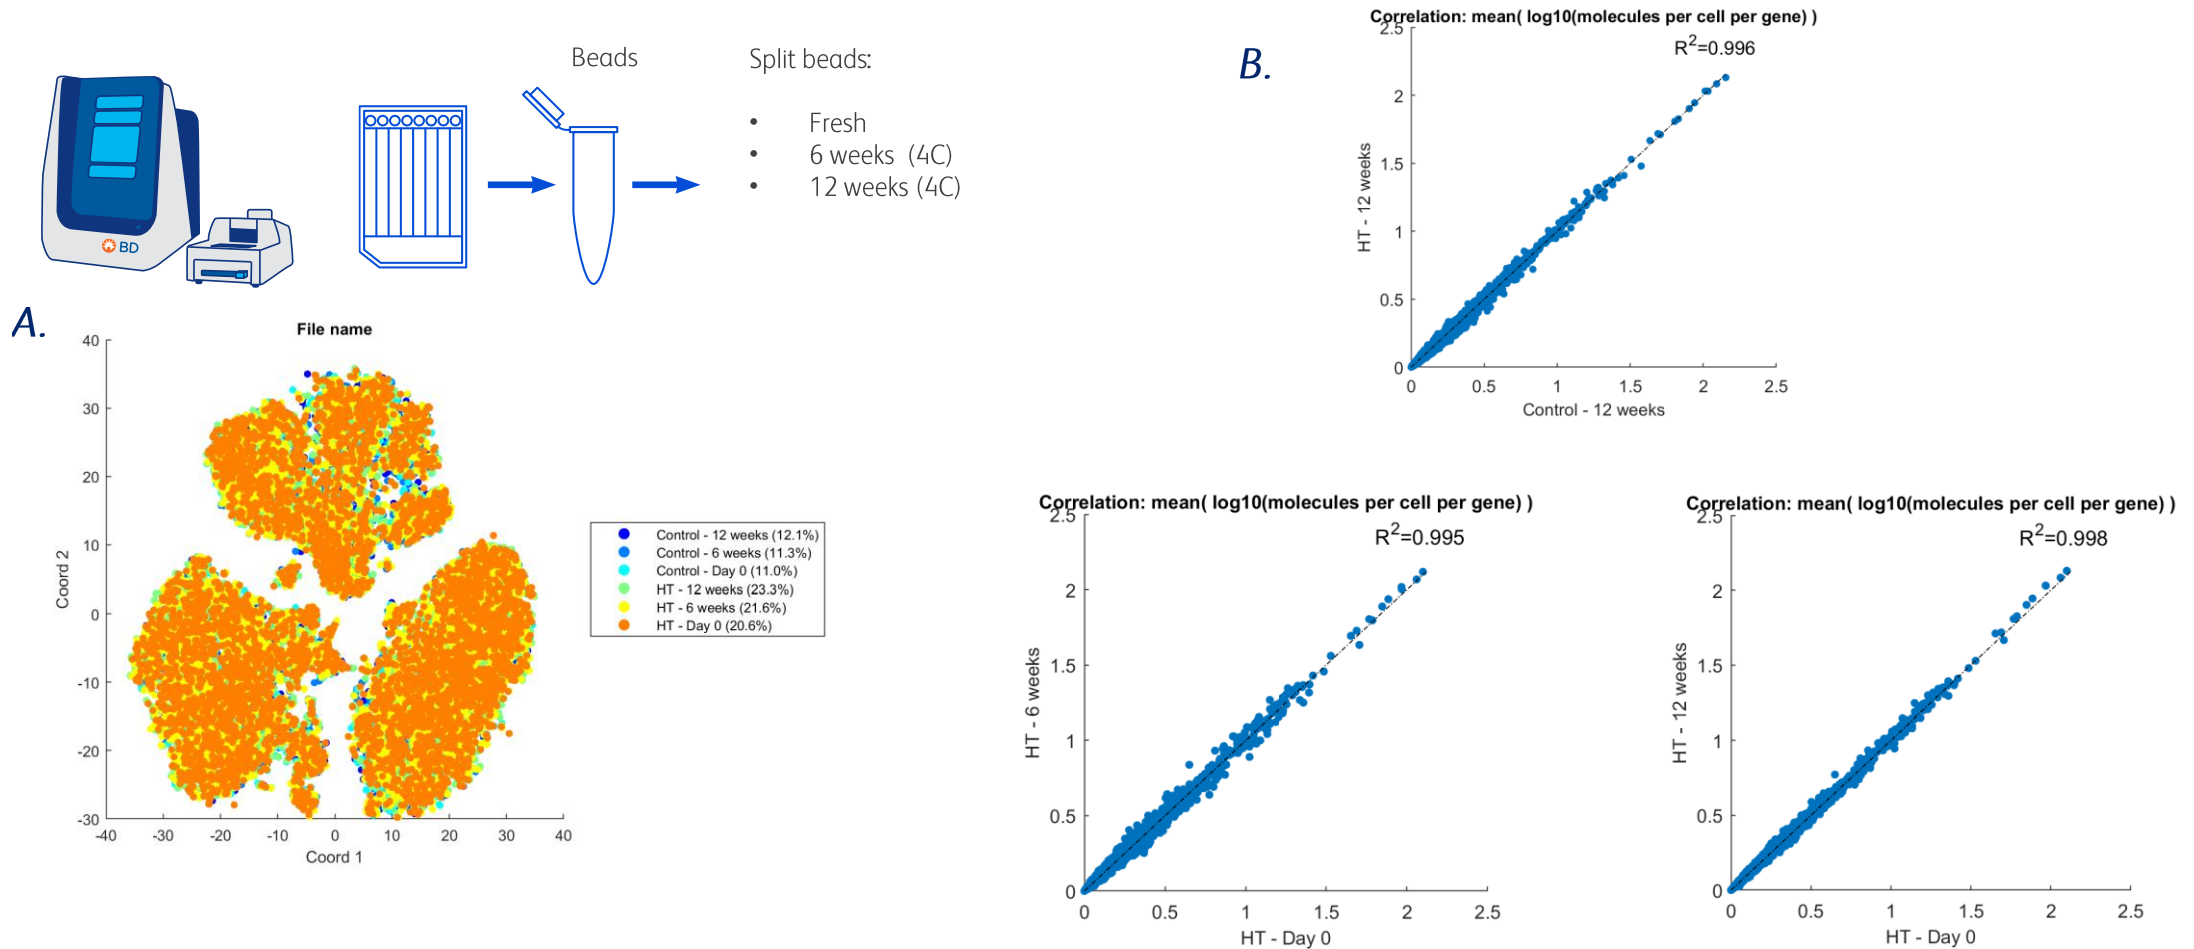 Beads
Split beads:
• Fresh
• 6 weeks (4C)
• 12 weeks (4C)
BD
A.
File name
40
30
20
10
0
-10
-20
-30
-40 -30 -20 -10 0 10 20 30 40
Coord 2
Coord 1
Control - 12 weeks (12.1%)
Control - 6 weeks (11.3%)
Control - Day 0 (11.0%)
HT - 12 weeks (23.3%)
HT - 6 weeks (21.6%)
HT - Day 0 (20.6%)
B.
Correlation: mean( log10(molecules per cell per gene) )
R²=0.996
2.5
2
1.5
1
0.5
0
0 0.5 1 1.5 2 2.5
HT - 12 weeks
Control - 12 weeks
Correlation: mean( log10(molecules per cell per gene) )
R²=0.995
2.5
2
1.5
1
0.5
0
0 0.5 1 1.5 2 2.5
HT - 6 weeks
HT - Day 0
Correlation: mean( log10(molecules per cell per gene) )
R²=0.998
2.5
2
1.5
1
0.5
0
0 0.5 1 1.5 2 2.5
HT - 12 weeks
HT - Day 0